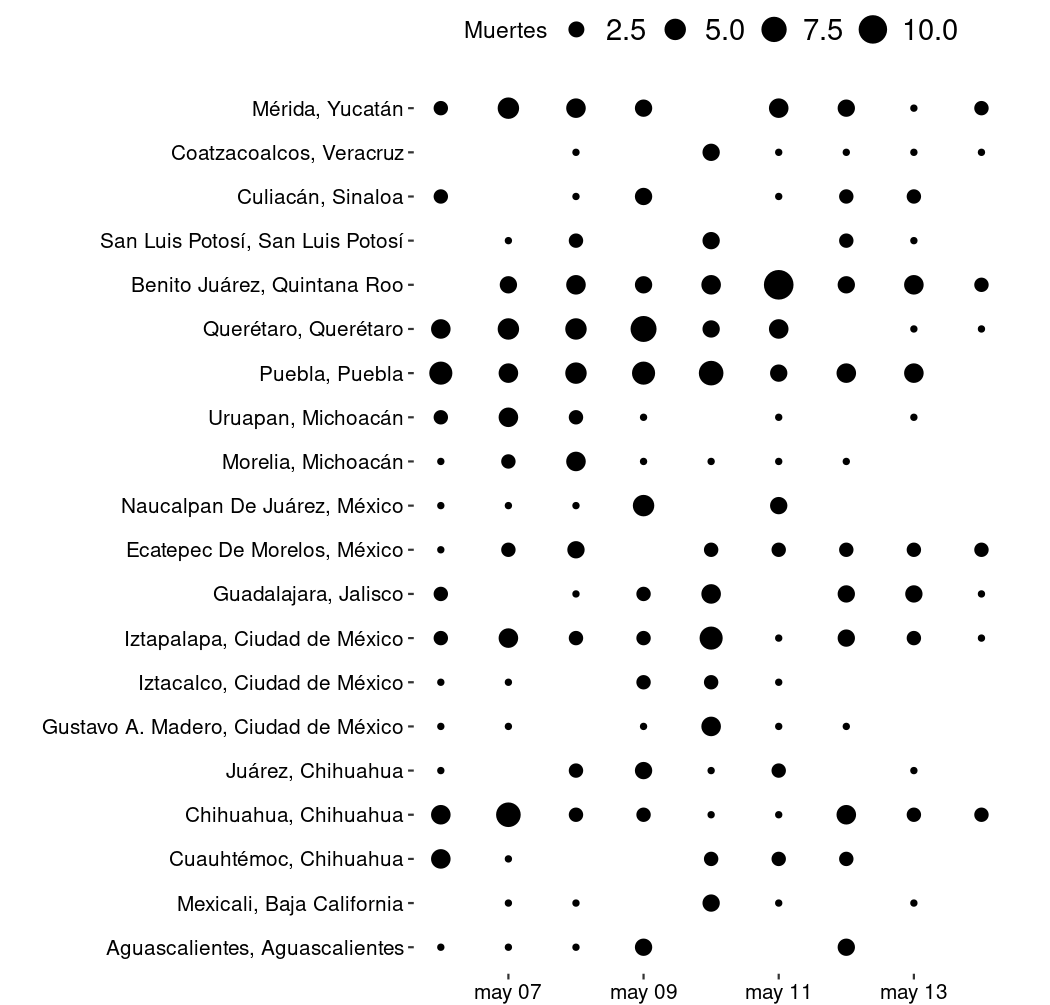 Muertes 2.5 5.0 7.5 10.0
Mérida, Yucatán
Coatzacoalcos, Veracruz
Culiacán, Sinaloa
San Luis Potosí, San Luis Potosí
Benito Juárez, Quintana Roo
Querétaro, Querétaro
Puebla, Puebla
Uruapan, Michoacán
Morelia, Michoacán
Naucalpan De Juárez, México
Ecatepec De Morelos, México
Guadalajara, Jalisco
Iztapalapa, Ciudad de México
Iztacalco, Ciudad de México
Gustavo A. Madero, Ciudad de México
Juárez, Chihuahua
Chihuahua, Chihuahua
Cuauhtémoc, Chihuahua
Mexicali, Baja California
Aguascalientes, Aguascalientes
may 07 may 09 may 11 may 13